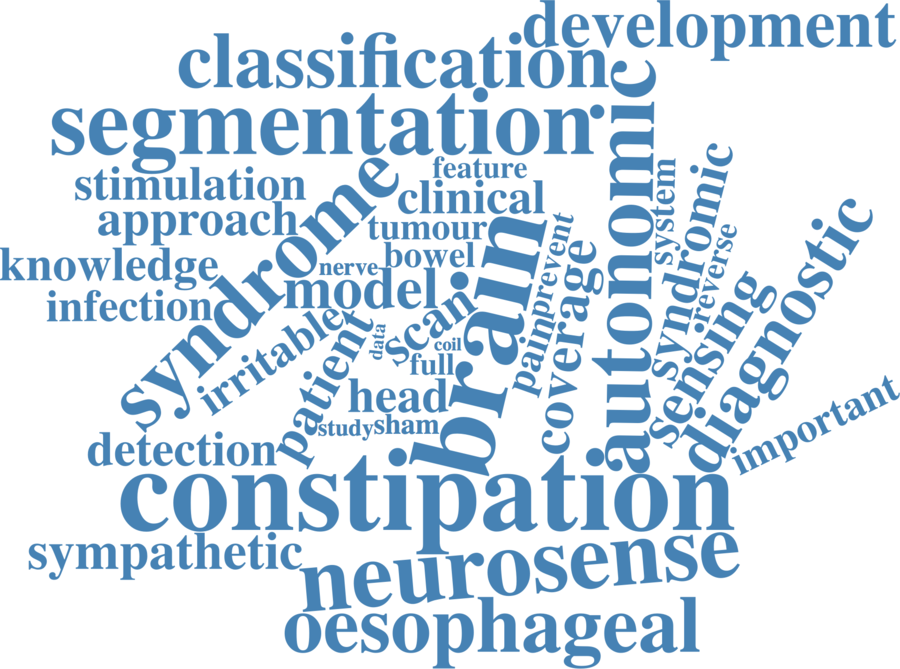 development
classification
segmentation
autonomic
feature
syndrome
stimulation
clinical
system
syndromic
approach
tumour
brain
prevent
reverse
diagnostic
bowel
knowledge
nerve
model
coverage
infection
scan
sensing
irritable
patient
data
coil
pain
full
head
important
study
sham
detection
constipation
sympathetic
neurosense
oesophageal